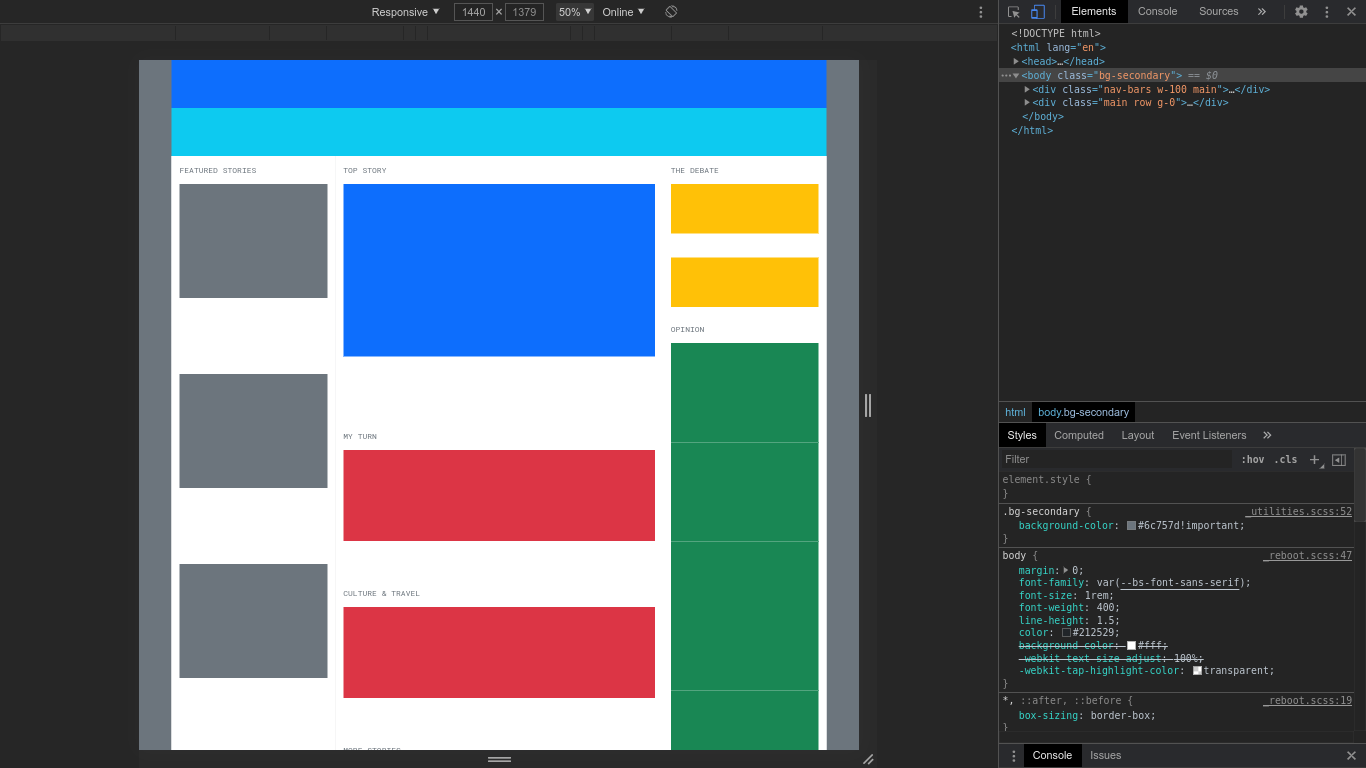 Responsive 1440 × 1379 50% Online
Elements Console Sources »
<!DOCTYPE html>
<html lang="en">
<head>…</head>
<body class="bg-secondary"> == $0
<div class="nav-bars w-100 main">…</div>
<div class="main row g-0">…</div>
</body>
</html>
FEATURED STORIES
TOP STORY
MY TURN
CULTURE & TRAVEL
MORE STORIES
THE DEBATE
OPINION
html body.bg-secondary
Styles Computed Layout Event Listeners »
Filter :hov .cls +
element.style {
}
.bg-secondary { _utilities.scss:52
background-color: #6c757d!important;
}
body { _reboot.scss:47
margin: 0;
font-family: var(--bs-font-sans-serif);
font-size: 1rem;
font-weight: 400;
line-height: 1.5;
color: #212529;
background-color: #fff;
-webkit-text-size-adjust: 100%;
-webkit-tap-highlight-color: transparent;
}
*, ::after, ::before { _reboot.scss:19
box-sizing: border-box;
}
Console Issues